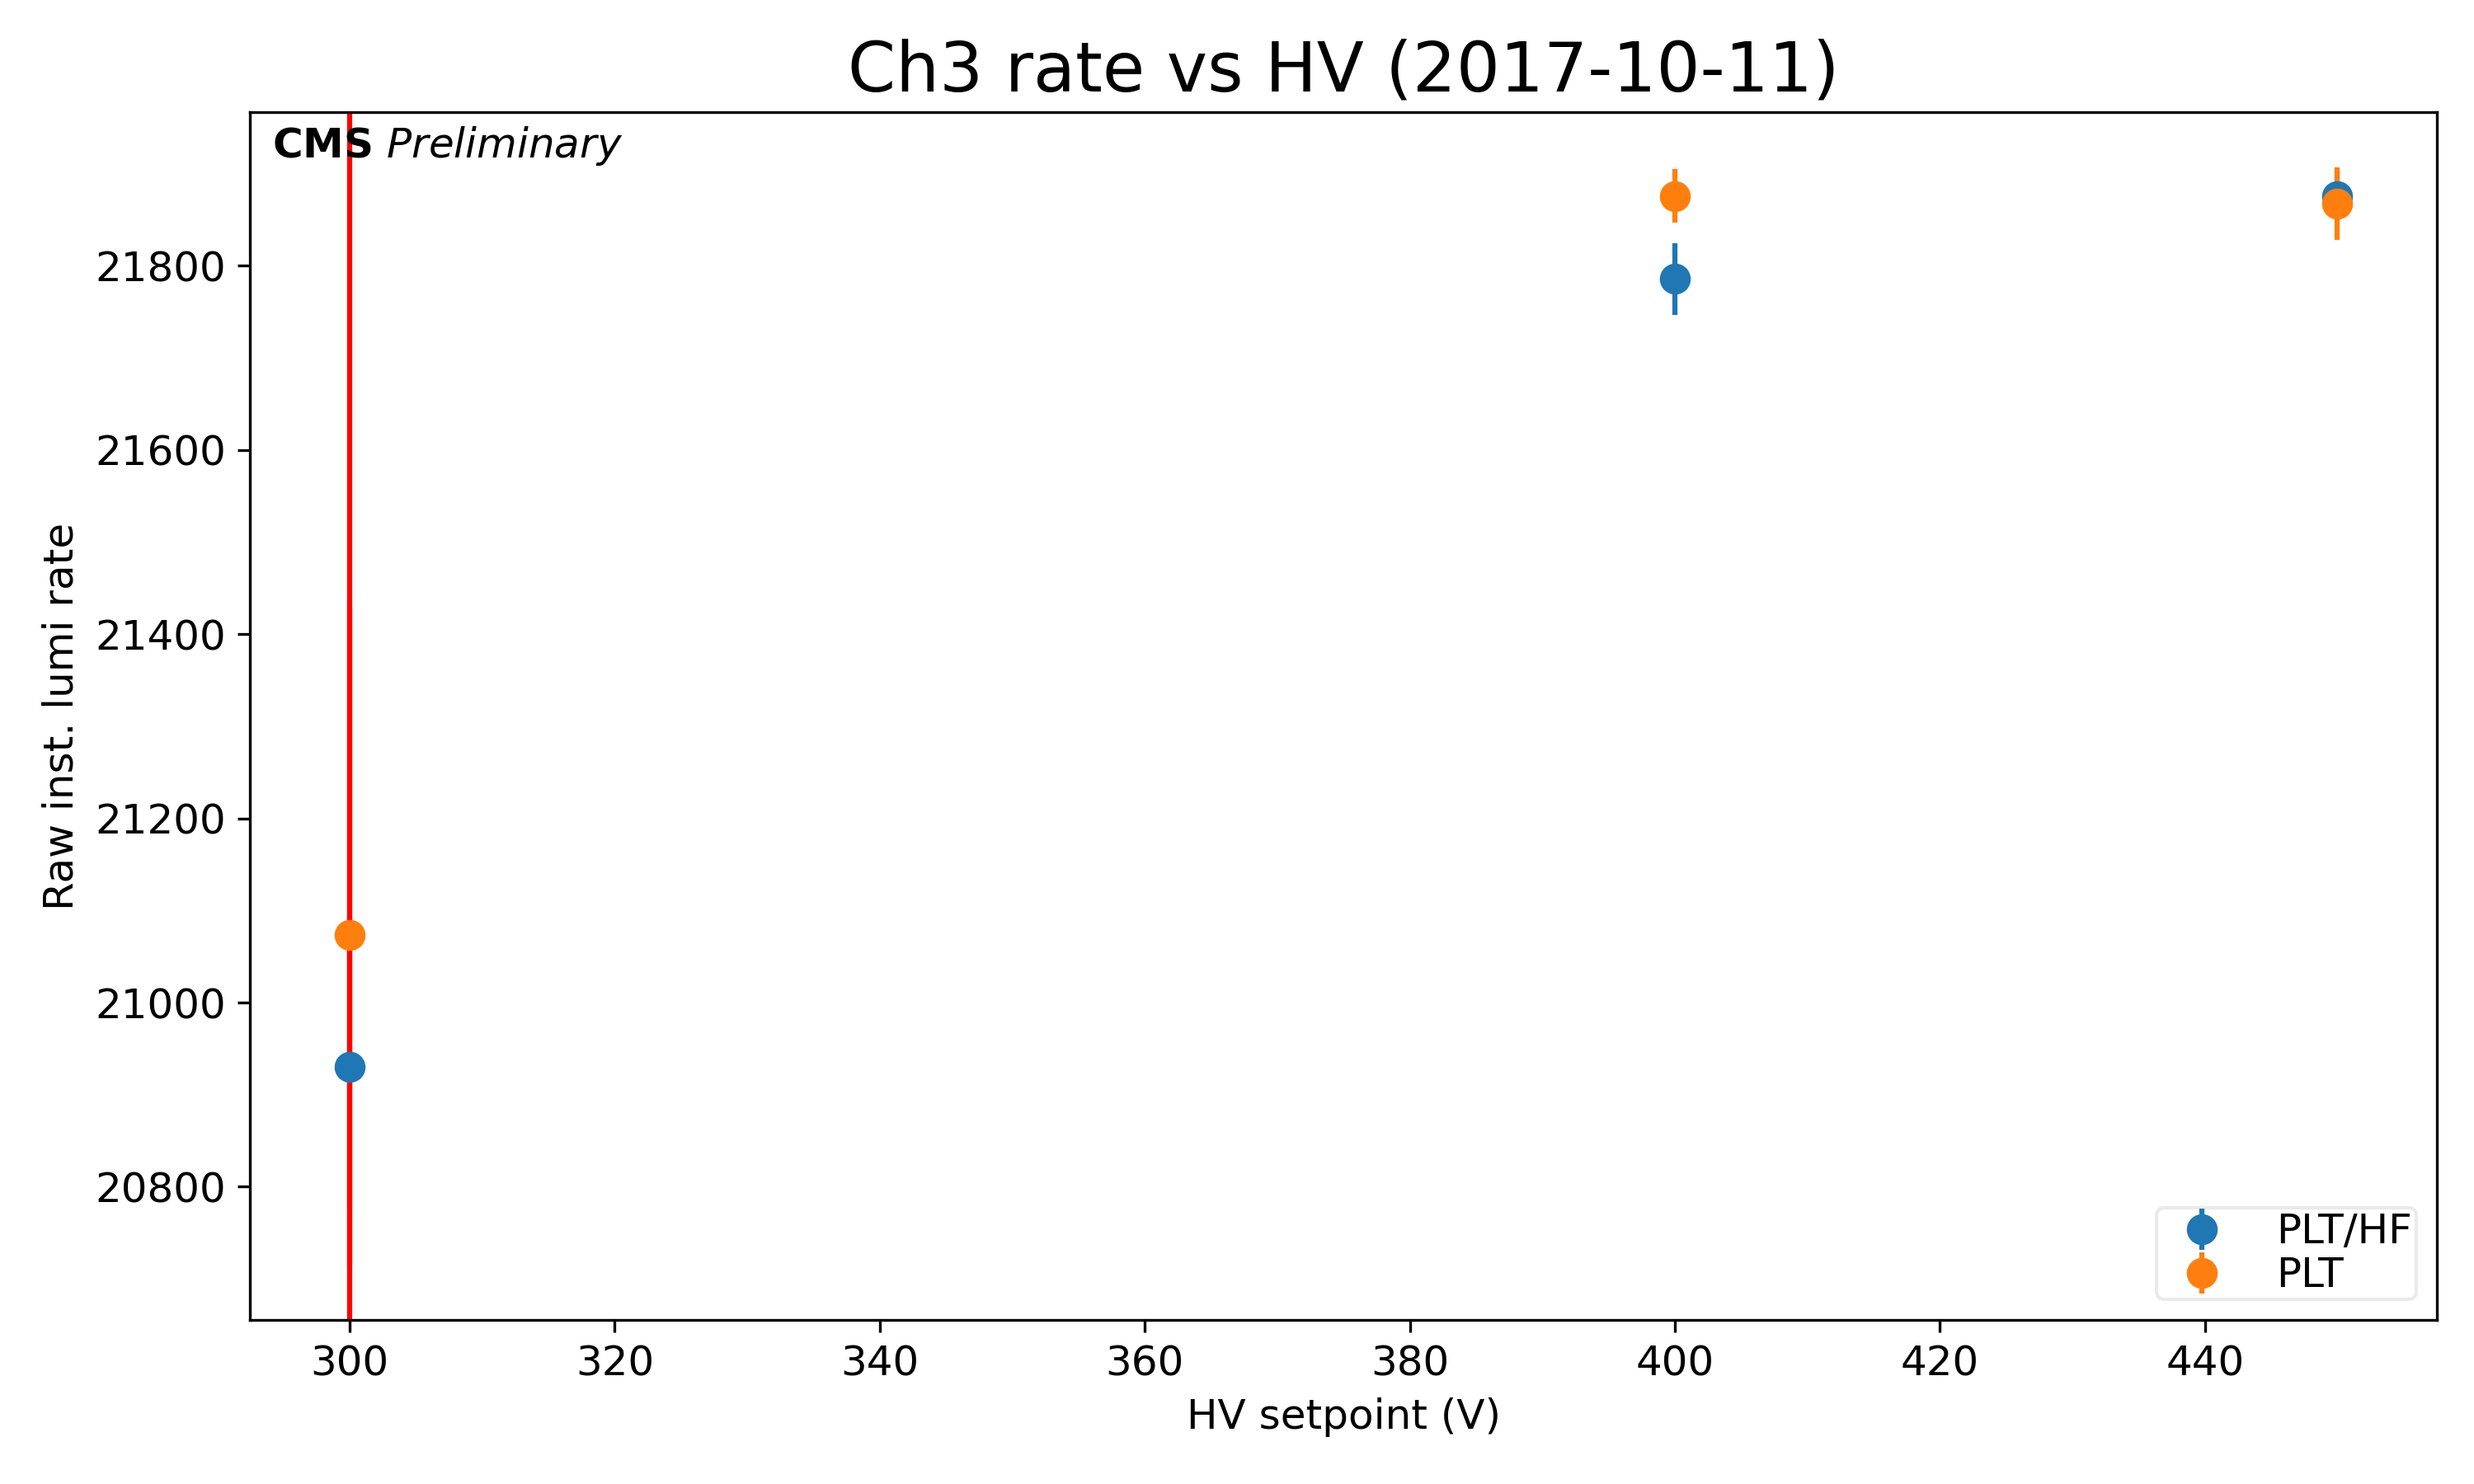 Ch3 rate vs HV (2017-10-11)
CMS Preliminary
21800
21600
21400
21200
21000
20800
Raw inst. lumi rate
300 320 340 360 380 400 420 440
HV setpoint (V)
PLT/HF
PLT